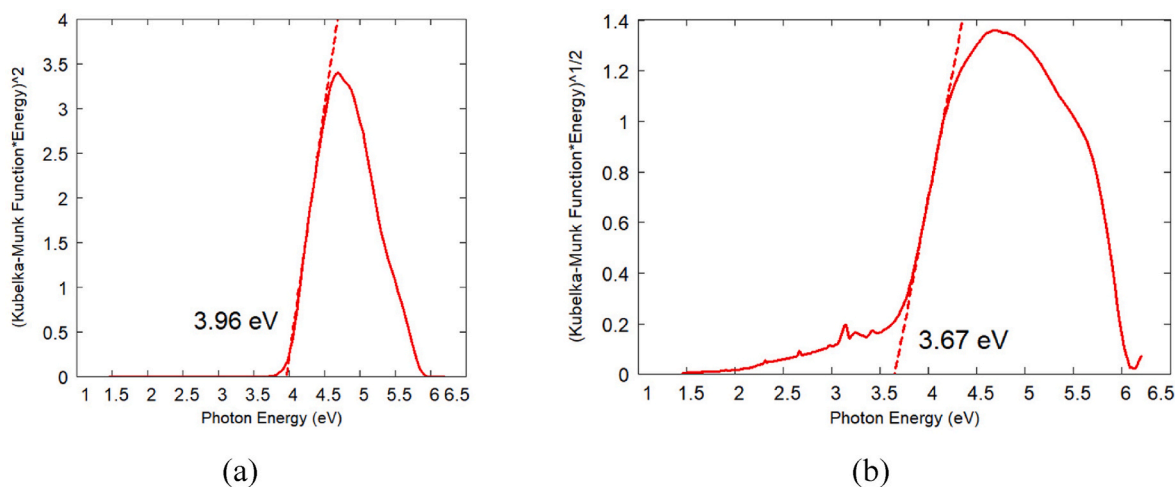 (Kubelka-Munk Function*Energy)^2
4
3.5
3
2.5
2
1.5
1
0.5
0
3.96 eV
1 1.5 2 2.5 3 3.5 4 4.5 5 5.5 6 6.5
Photon Energy (eV)
(a)
(Kubelka-Munk Function*Energy)^1/2
1.4
1.2
1
0.8
0.6
0.4
0.2
0
3.67 eV
1 1.5 2 2.5 3 3.5 4 4.5 5 5.5 6 6.5
Photon Energy (eV)
(b)